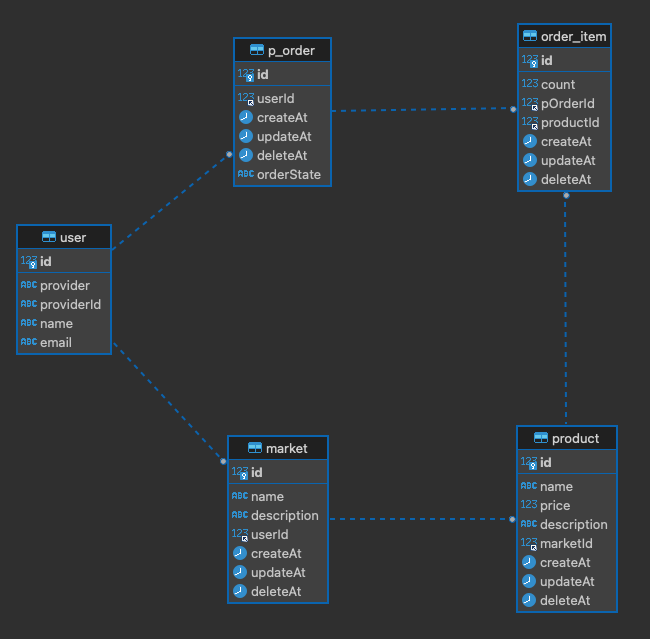 p_order
123 id
123 userId
createAt
updateAt
deleteAt
ABC orderState
order_item
123 id
123 count
123 pOrderId
123 productId
createAt
updateAt
deleteAt
user
123 id
ABC provider
ABC providerId
ABC name
ABC email
market
123 id
ABC name
ABC description
123 userId
createAt
updateAt
deleteAt
product
123 id
ABC name
123 price
ABC description
123 marketId
createAt
updateAt
deleteAt